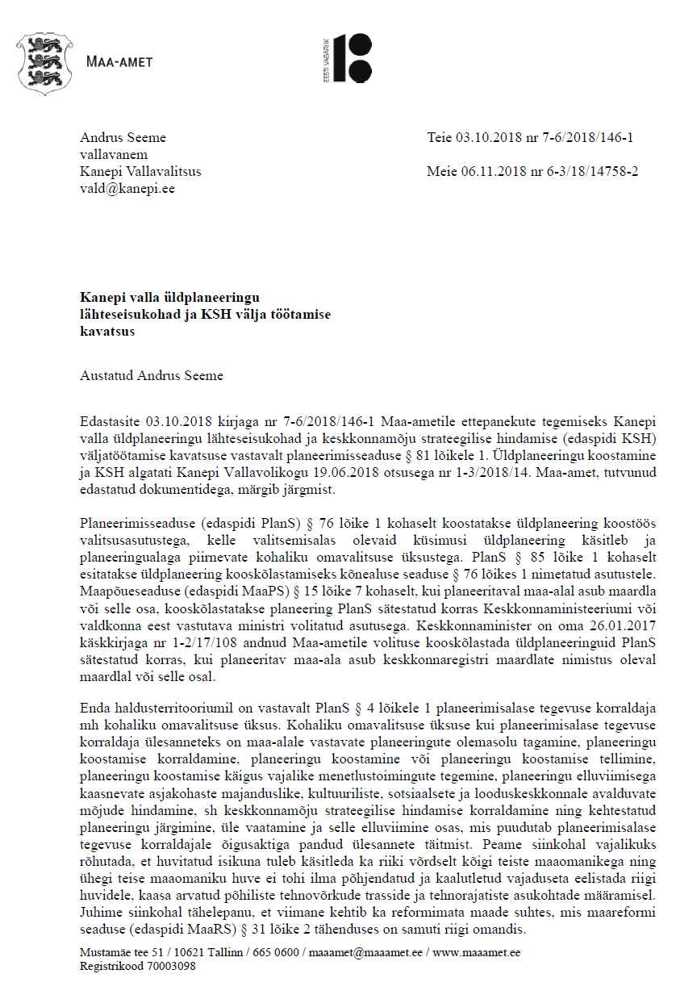 MAA-AMET
EESTI VABARIIK
100
Andrus Seeme
vallavanem
Kanepi Vallavalitsus
vald@kanepi.ee
Teie 03.10.2018 nr 7-6/2018/146-1
Meie 06.11.2018 nr 6-3/18/14758-2
Kanepi valla üldplaneeringu
lähteseisukohad ja KSH välja töötamise
kavatsus
Austatud Andrus Seeme
Edastasite 03.10.2018 kirjaga nr 7-6/2018/146-1 Maa-ametile ettepanekute tegemiseks Kanepi
valla üldplaneeringu lähteseisukohad ja keskkonnamõju strateegilise hindamise (edaspidi KSH)
väljatöötamise kavatsuse vastavalt planeerimisseaduse § 81 lõikele 1. Üldplaneeringu koostamine
ja KSH algatati Kanepi Vallavolikogu 19.06.2018 otsusega nr 1-3/2018/14. Maa-amet, tutvunud
edastatud dokumentidega, märgib järgmist.
Planeerimisseaduse (edaspidi PlanS) § 76 lõike 1 kohaselt koostatakse üldplaneering koostöös
valitsusasutustega, kelle valitsemisalas olevaid küsimusi üldplaneering käsitleb ja
planeeringualaga piirnevate kohaliku omavalitsuse üksustega. PlanS § 85 lõike 1 kohaselt
esitatakse üldplaneering kooskõlastamiseks kõnealuse seaduse § 76 lõikes 1 nimetatud asutustele.
Maapõueseaduse (edaspidi MaaPS) § 15 lõike 7 kohaselt, kui planeeritaval maa-alal asub maardla
või selle osa, kooskõlastatakse planeering PlanS sätestatud korras Keskkonnaministeeriumi või
valdkonna eest vastutava ministri volitatud asutusega. Keskkonnaminister on oma 26.01.2017
käskkirjaga nr 1-2/17/108 andnud Maa-ametile volituse kooskõlastada üldplaneeringuid PlanS
sätestatud korras, kui planeeritav maa-ala asub keskkonnaregistri maardlate nimistus oleval
maardlal või selle osal.
Enda haldusterritooriumil on vastavalt PlanS § 4 lõikele 1 planeerimisalase tegevuse korraldaja
mh kohaliku omavalitsuse üksus. Kohaliku omavalitsuse üksuse kui planeerimisalase tegevuse
korraldaja ülesanneteks on maa-alale vastavate planeeringute olemasolu tagamine, planeeringu
koostamise korraldamine, planeeringu koostamine või planeeringu koostamise tellimine,
planeeringu koostamise käigus vajalike menetlustoimingute tegemine, planeeringu elluviimisega
kaasnevate asjakohaste majanduslike, kultuuriliste, sotsiaalsete ja looduskeskkonnale avalduvate
mõjude hindamine, sh keskkonnamõju strateegilise hindamise korraldamine ning kehtestatud
planeeringu järgimine, üle vaatamine ja selle elluviimine osas, mis puudutab planeerimisalase
tegevuse korraldajale õigusaktiga pandud ülesannete täitmist. Peame siinkohal vajalikuks
rõhutada, et huvitatud isikuna tuleb käsitleda ka riiki võrdselt kõigi teiste maaomanikega ning
ühegi teise maaomaniku huve ei tohi ilma põhjendatud ja kaalutletud vajaduseta eelistada riigi
huvidele, kaasa arvatud põhiliste tehnovõrkude trasside ja tehnorajatiste asukohtade määramisel.
Juhime siinkohal tähelepanu, et viimane kehtib ka reformimata maade suhtes, mis maareformi
seaduse (edaspidi MaaRS) § 31 lõike 2 tähenduses on samuti riigi omandis.
Mustamäe tee 51 / 10621 Tallinn / 665 0600 / maaamet@maaamet.ee / www.maaamet.ee
Registrikood 70003098